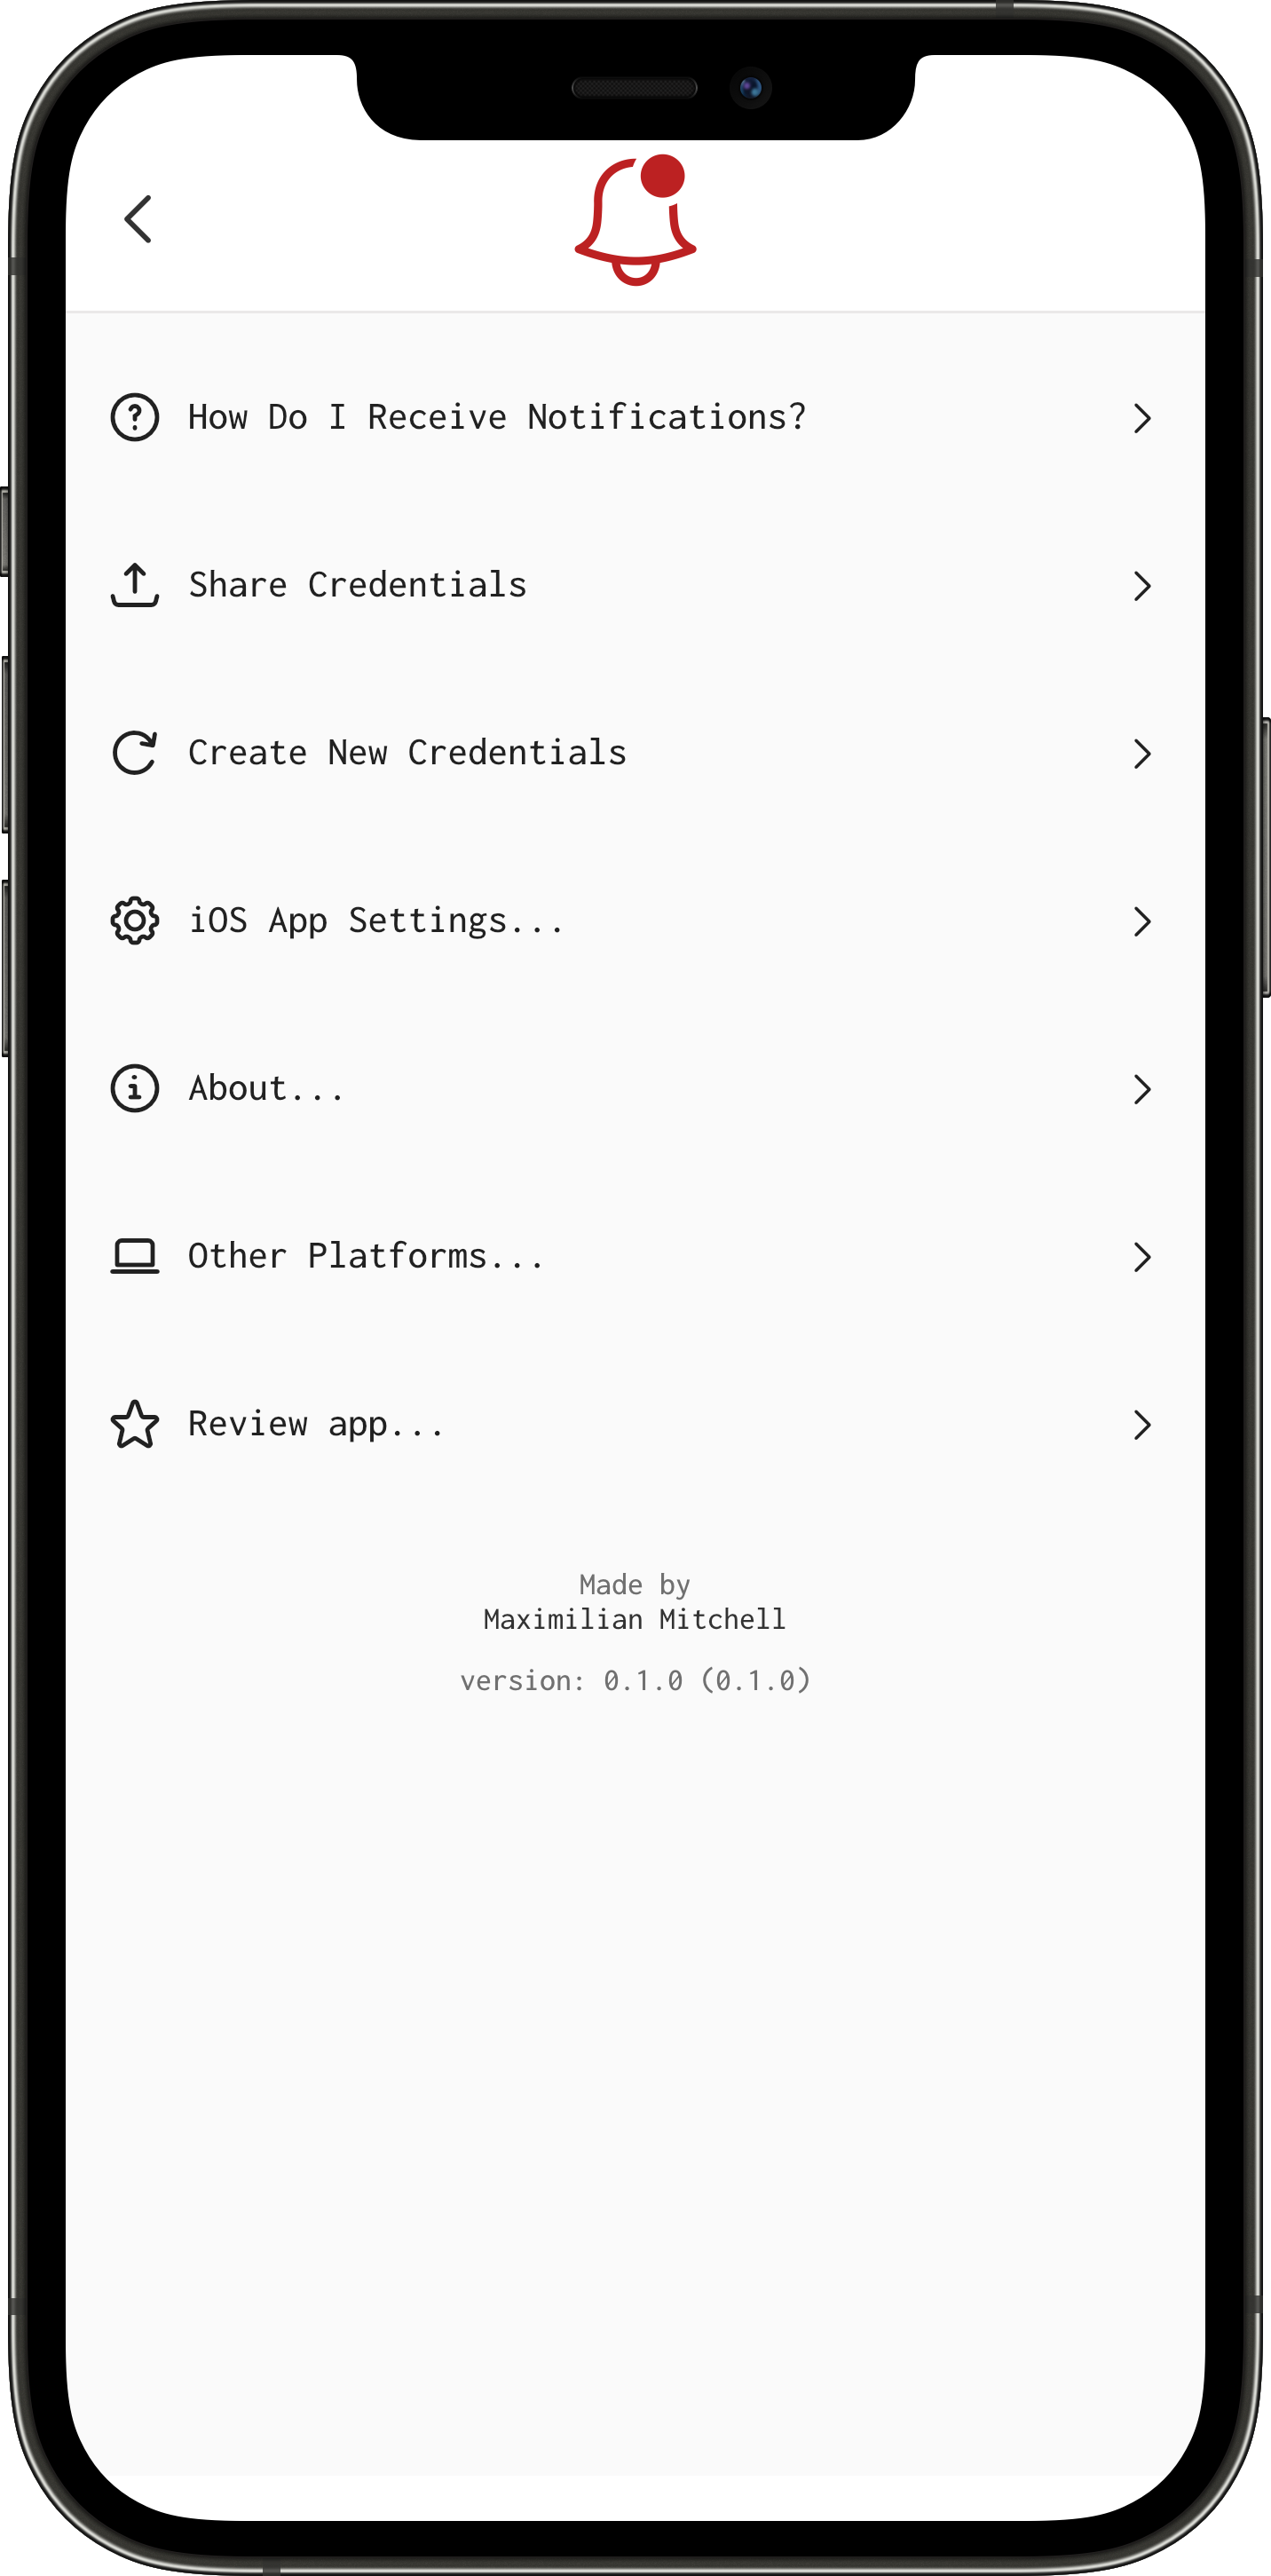 How Do I Receive Notifications?
Share Credentials
Create New Credentials
iOS App Settings...
About...
Other Platforms...
Review app...
Made by
Maximilian Mitchell
version: 0.1.0 (0.1.0)